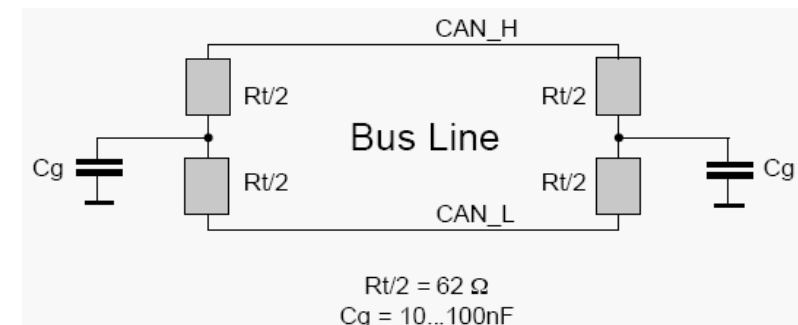 CAN_H
Rt/2
Rt/2
Cg
Bus Line
Cg
Rt/2
Rt/2
CAN_L
Rt/2 = 62 Ω
Cg = 10...100nF